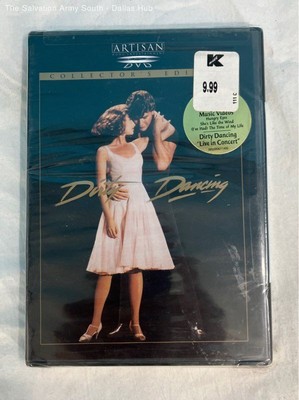 The Salvation Army South - Dallas Hub
ARTISAN
DVD
COLLECTOR'S EDI
K
9.99
Music Videos
Hungry Eyes
She's Like the Wind
(I've Had) The Time of My Life
Dirty Dancing
"Live in Concert"
Dirty Dancing